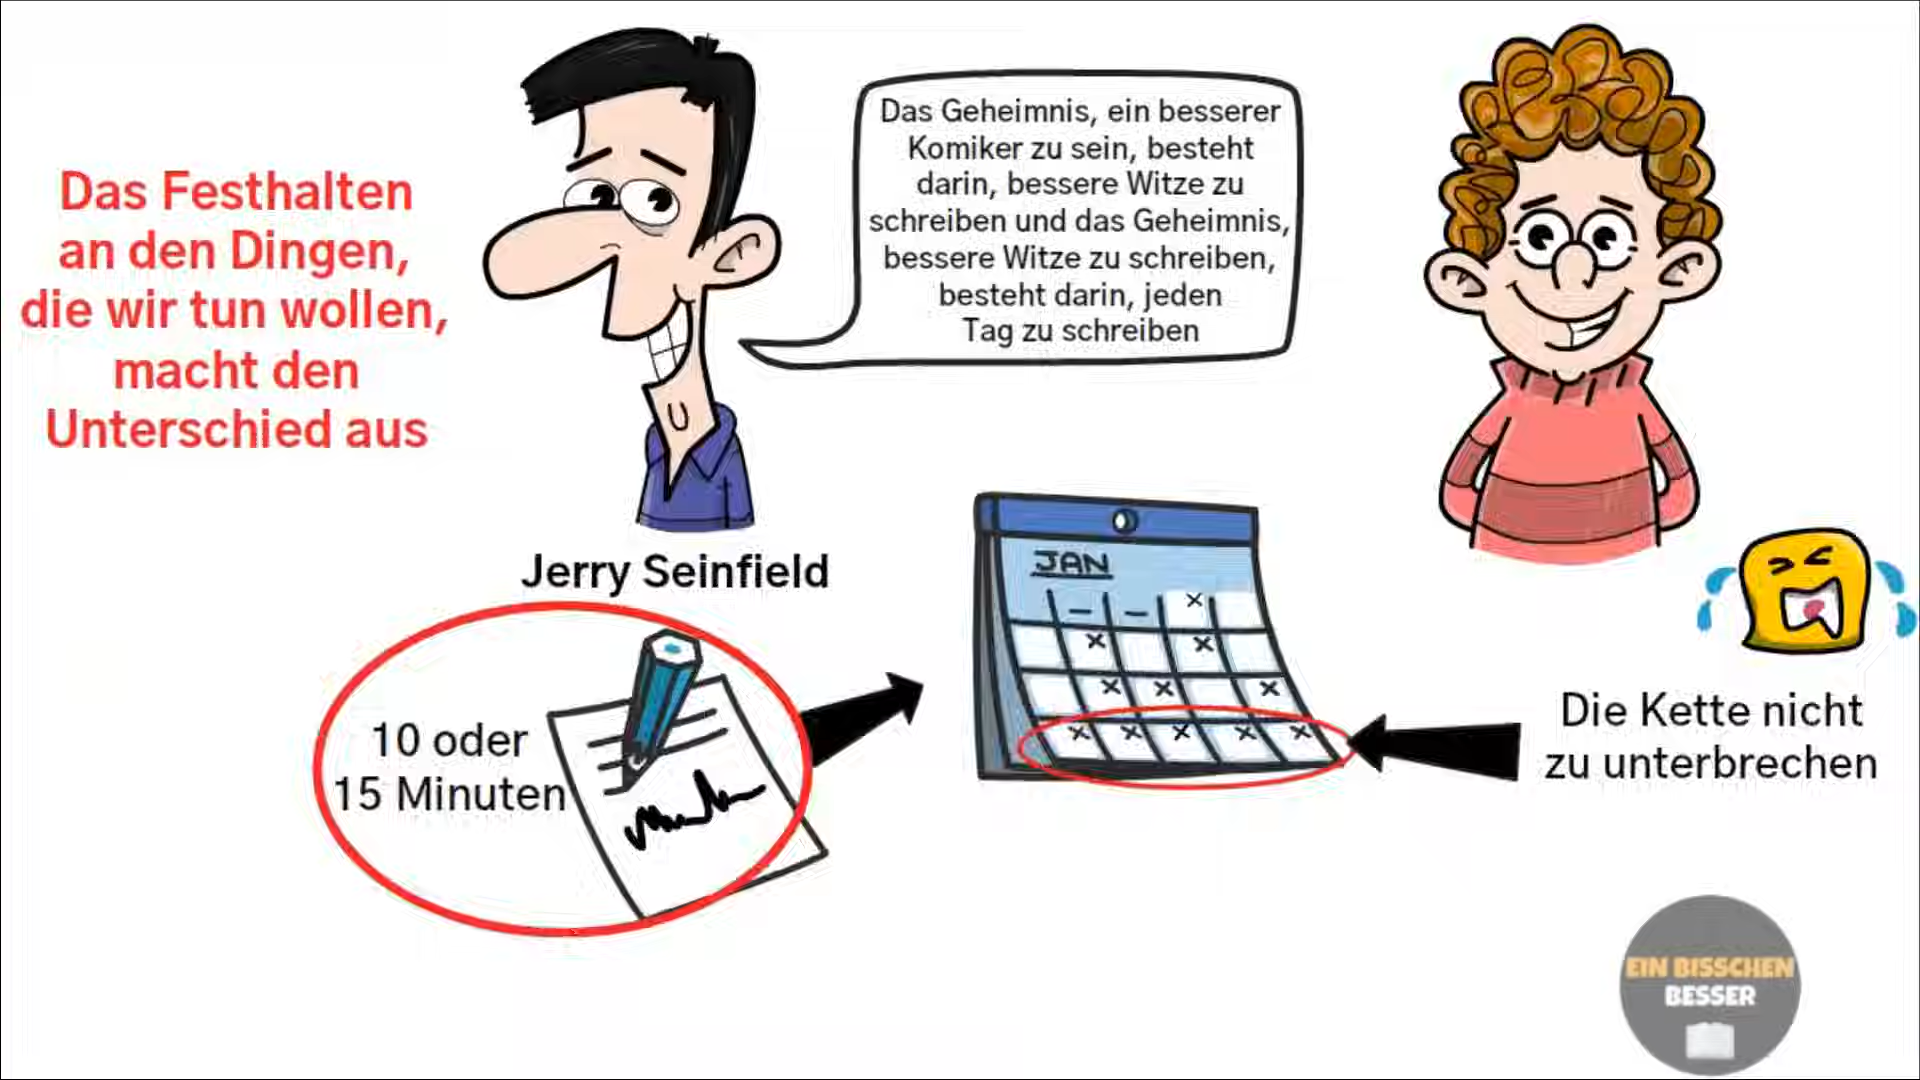 Das Festhalten
an den Dingen,
die wir tun wollen,
macht den
Unterschied aus
Das Geheimnis, ein besserer
Komiker zu sein, besteht
darin, bessere Witze zu
schreiben und das Geheimnis,
bessere Witze zu schreiben,
besteht darin, jeden
Tag zu schreiben
Jerry Seinfield
10 oder
15 Minuten
JAN
Die Kette nicht
zu unterbrechen
EIN BISSCHEN
BESSER